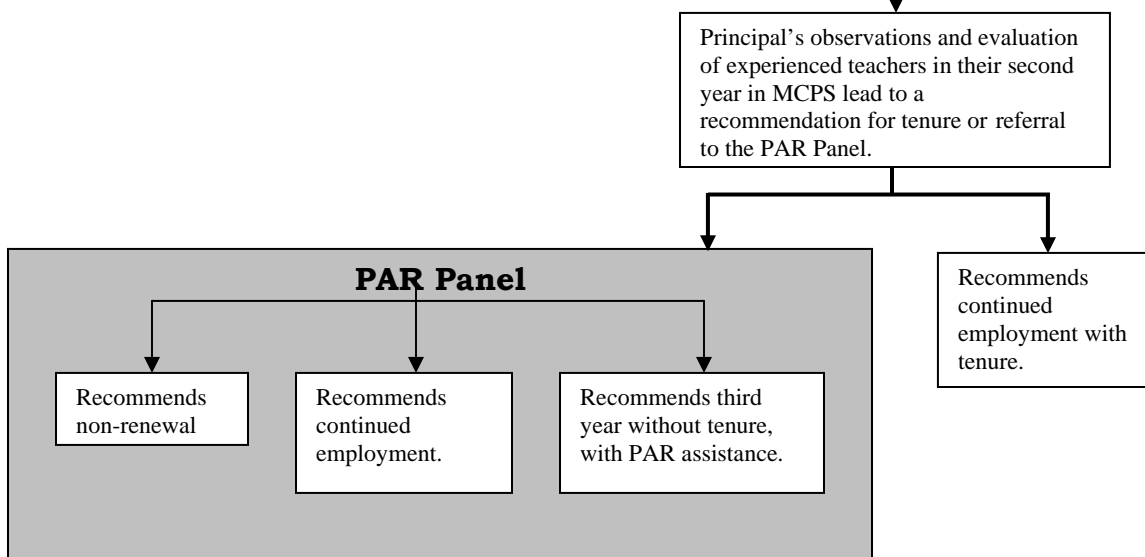 Principal's observations and evaluation
of experienced teachers in their second
year in MCPS lead to a
recommendation for tenure or referral
to the PAR Panel.
PAR Panel
Recommends
non-renewal
Recommends
continued
employment.
Recommends third
year without tenure,
with PAR assistance.
Recommends
continued
employment with
tenure.